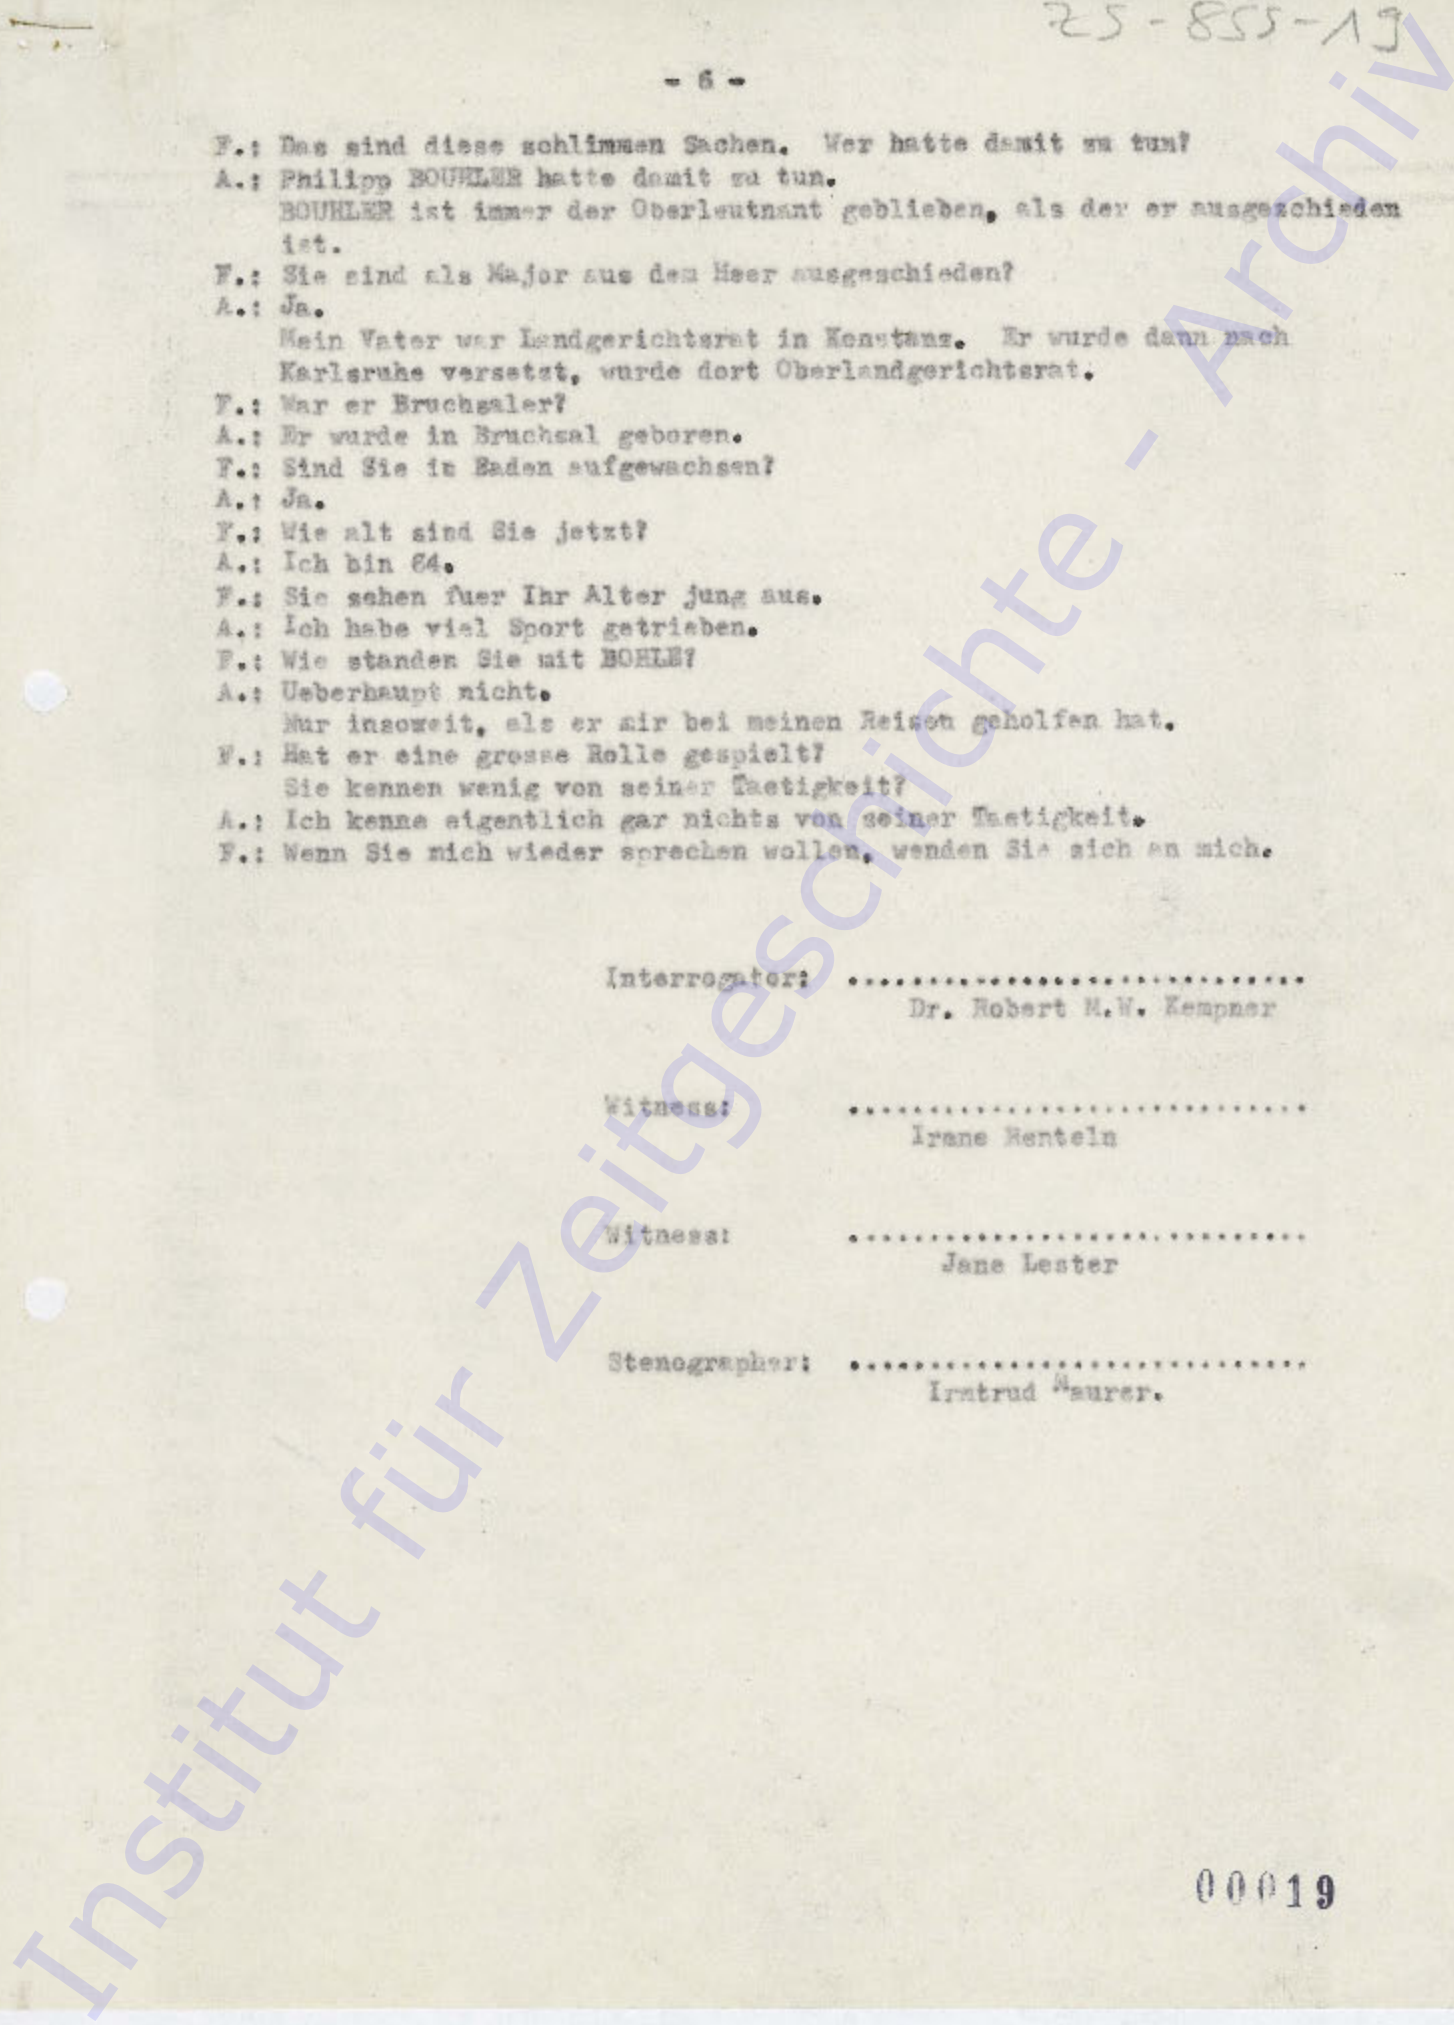 ZS-855-19
- 6 -
F.: Das sind diese schlimmen Sachen. Wer hatte damit zu tun?
A.: Philipp BOUHLER hatte damit zu tun.
BOUHLER ist immer der Oberleutnant geblieben, als der er ausgeschieden
ist.
F.: Sie sind als Major aus dem Heer ausgeschieden?
A.: Ja.
Mein Vater war Landgerichtsrat in Konstanz. Er wurde dann nach
Karlsruhe versetzt, wurde dort Oberlandgerichtsrat.
F.: War er Bruchsaler?
A.: Er wurde in Bruchsal geboren.
F.: Sind Sie in Baden aufgewachsen?
A.: Ja.
F.: Wie alt sind Sie jetzt?
A.: Ich bin 64.
F.: Sie sehen fuer Ihr Alter jung aus.
A.: Ich habe viel Sport getrieben.
F.: Wie standen Sie mit BOHLE?
A.: Ueberhaupt nicht.
Nur insoweit, als er mir bei meinen Reisen geholfen hat.
F.: Hat er eine grosse Rolle gespielt?
Sie kennen wenig von seiner Taetigkeit?
A.: Ich kenne eigentlich gar nichts von seiner Taetigkeit.
F.: Wenn Sie mich wieder sprechen wollen, wenden Sie sich an mich.
Interrogator: ..............................
Dr. Robert M.W. Kempner
Witness: ..............................
Irene Renteln
Witness: ..............................
Jane Lester
Stenographer: ..............................
Irmtrud Maurer.
00019
Institut für Zeitgeschichte - Archiv